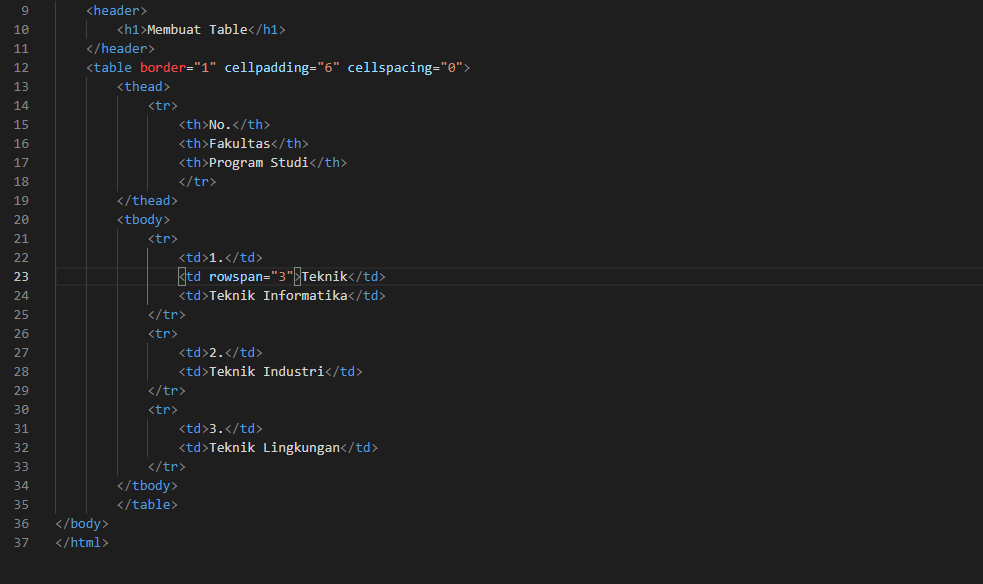 9 <header>
10 <h1>Membuat Table</h1>
11 </header>
12 <table border="1" cellpadding="6" cellspacing="0">
13 <thead>
14 <tr>
15 <th>No.</th>
16 <th>Fakultas</th>
17 <th>Program Studi</th>
18 </tr>
19 </thead>
20 <tbody>
21 <tr>
22 <td>1.</td>
23 <td rowspan="3">Teknik</td>
24 <td>Teknik Informatika</td>
25 </tr>
26 <tr>
27 <td>2.</td>
28 <td>Teknik Industri</td>
29 </tr>
30 <tr>
31 <td>3.</td>
32 <td>Teknik Lingkungan</td>
33 </tr>
34 </tbody>
35 </table>
36 </body>
37 </html>